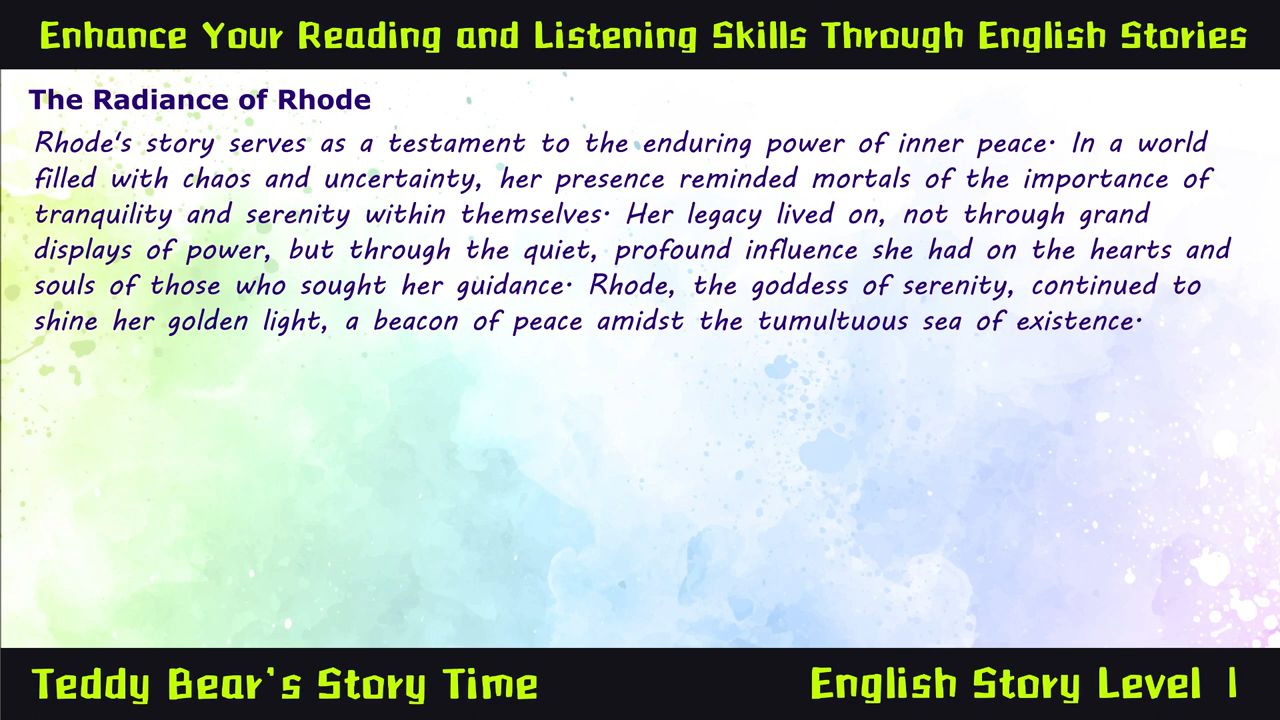 Enhance Your Reading and Listening Skills Through English Stories
The Radiance of Rhode
Rhode's story serves as a testament to the enduring power of inner peace. In a world
filled with chaos and uncertainty, her presence reminded mortals of the importance of
tranquility and serenity within themselves. Her legacy lived on, not through grand
displays of power, but through the quiet, profound influence she had on the hearts and
souls of those who sought her guidance. Rhode, the goddess of serenity, continued to
shine her golden light, a beacon of peace amidst the tumultuous sea of existence.
Teddy Bear's Story Time
English Story Level 1